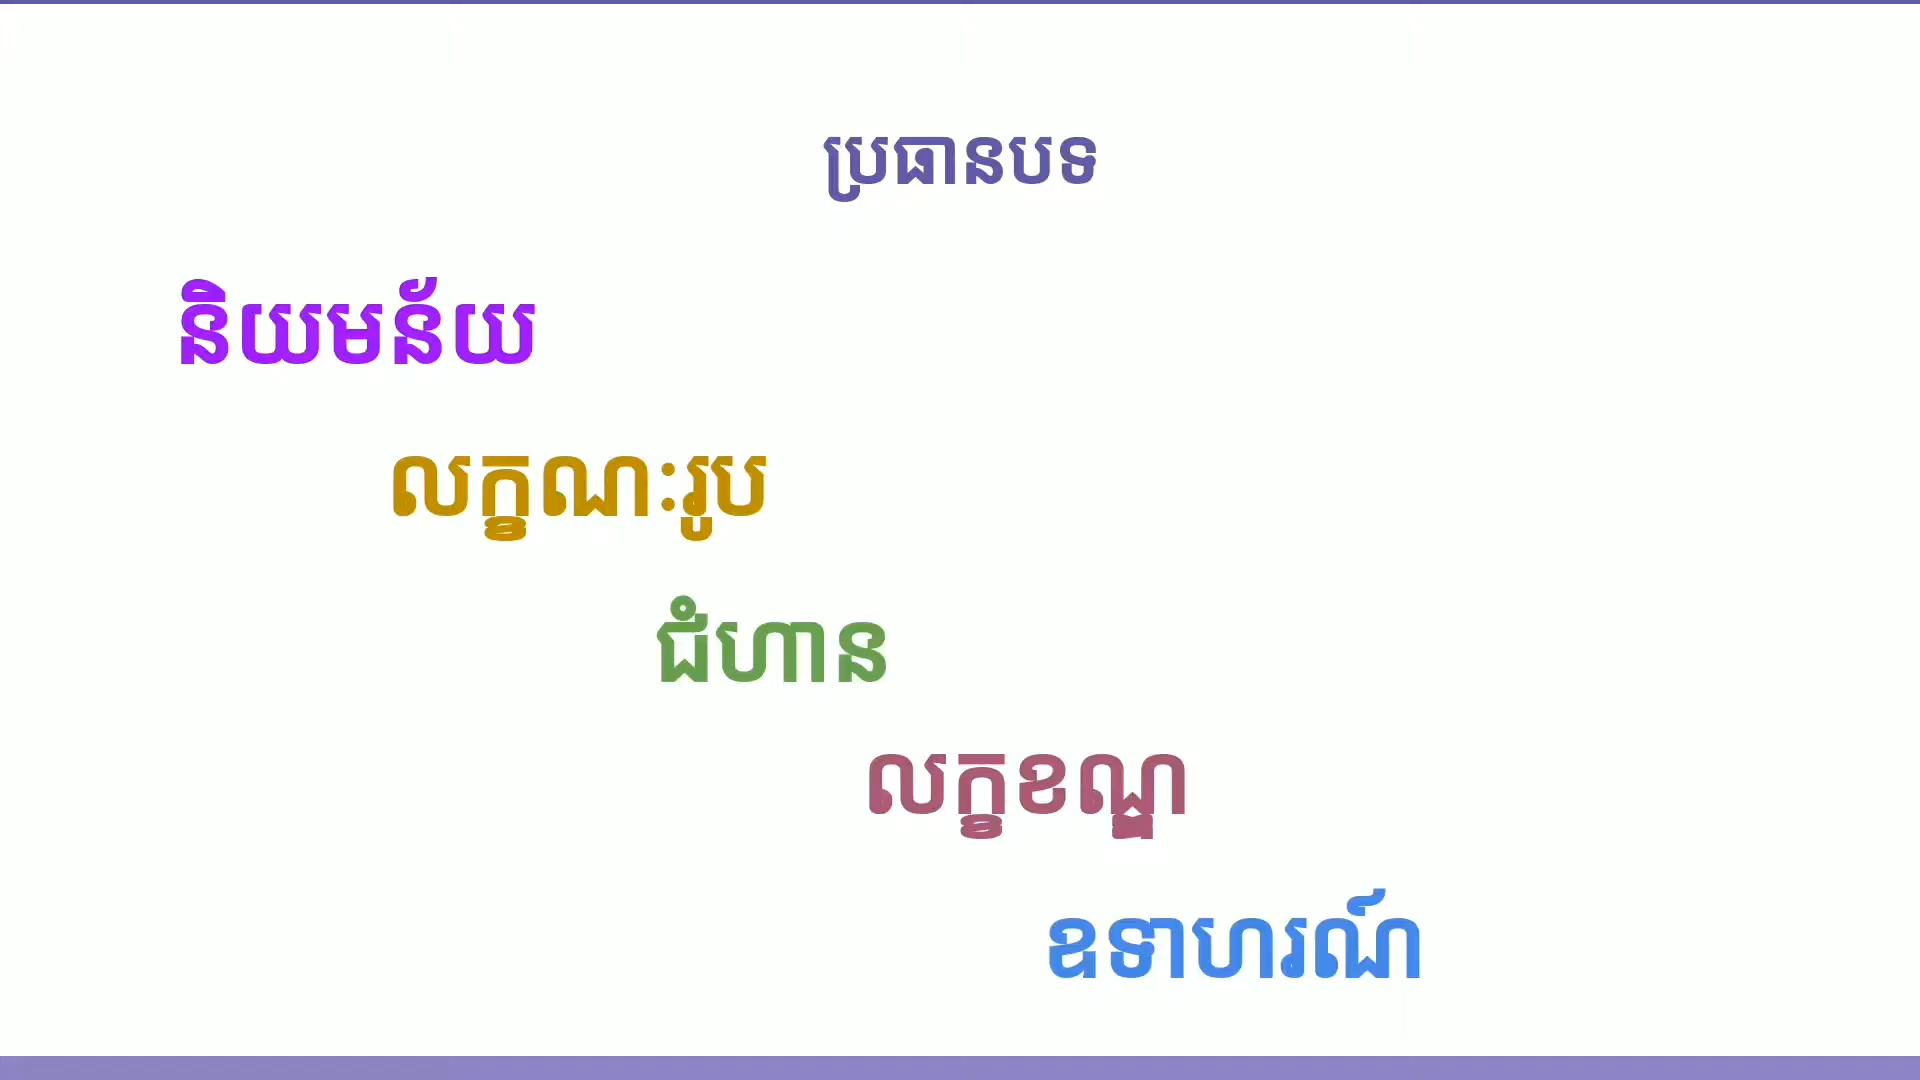 ប្រធានបទ
និយមន័យ
លក្ខណៈរូប
ជំហាន
លក្ខខណ្ឌ
ឧទាហរណ៍